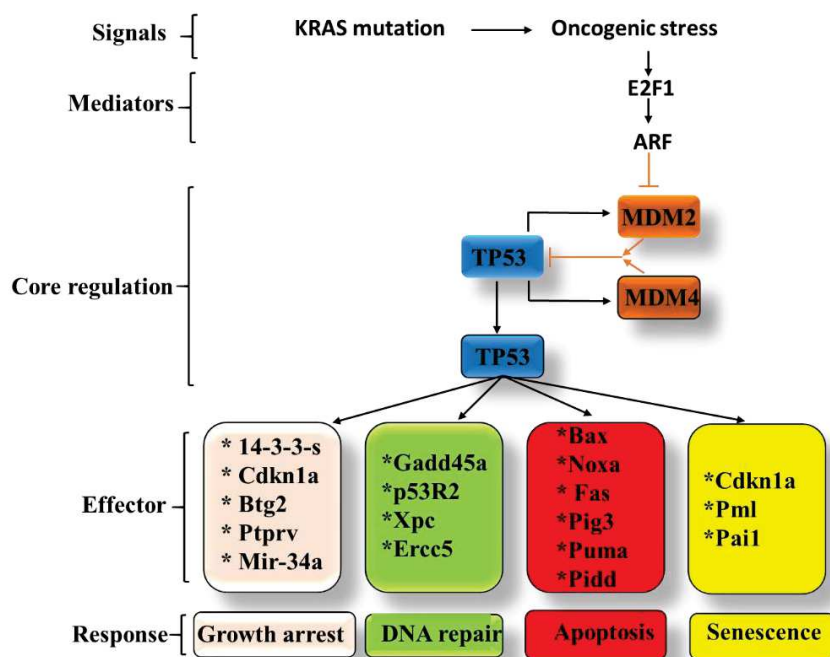 Signals
KRAS mutation
Oncogenic stress
Mediators
E2F1
ARF
Core regulation
MDM2
TP53
MDM4
TP53
Effector
* 14-3-3-s
* Cdkn1a
* Btg2
* Ptprv
* Mir-34a
*Gadd45a
*p53R2
*Xpc
*Ercc5
*Bax
*Noxa
* Fas
*Pig3
*Puma
*Pidd
*Cdkn1a
*Pml
*Pai1
Response
Growth arrest
DNA repair
Apoptosis
Senescence